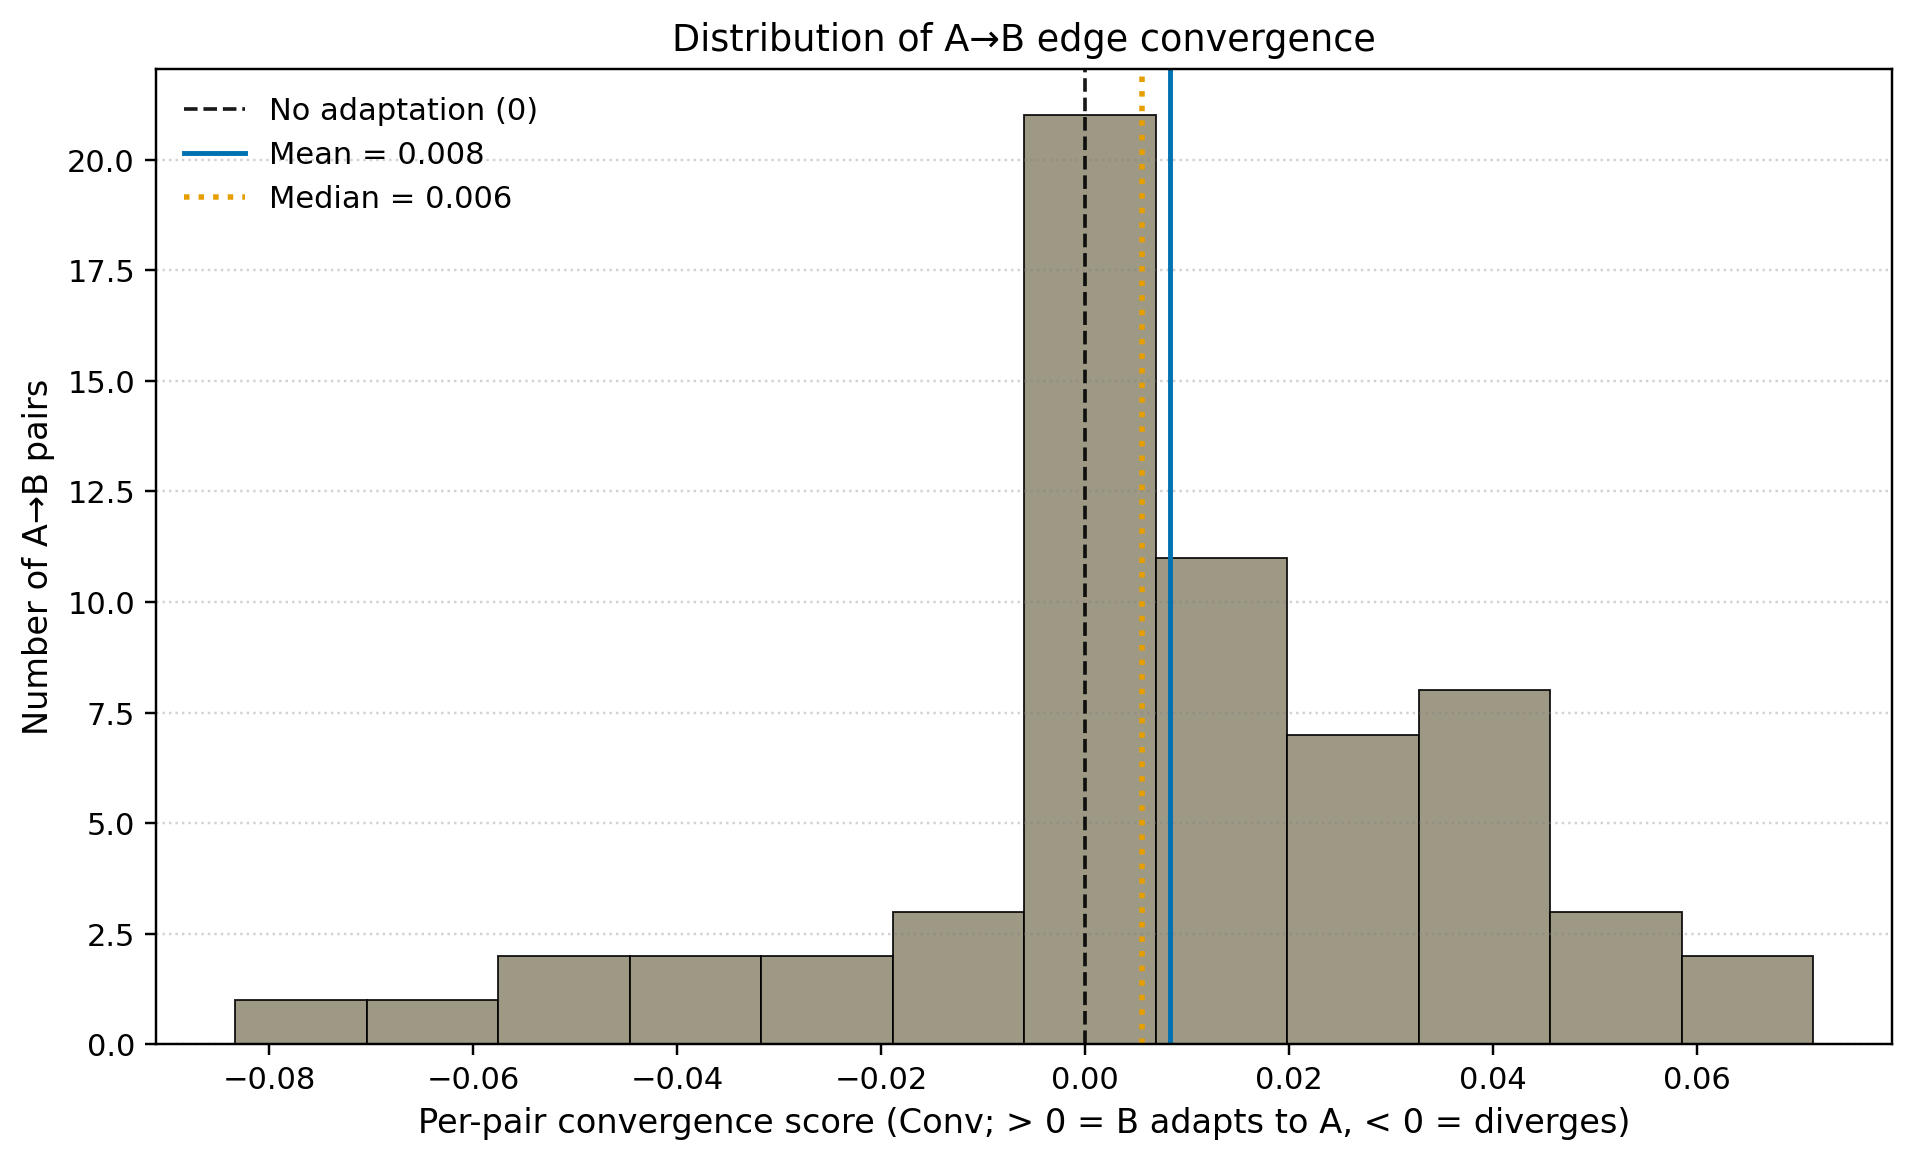 Distribution of A→B edge convergence
No adaptation (0)
Mean = 0.008
Median = 0.006
20.0
17.5
15.0
12.5
10.0
7.5
5.0
2.5
0.0
Number of A→B pairs
−0.08 −0.06 −0.04 −0.02 0.00 0.02 0.04 0.06
Per-pair convergence score (Conv; > 0 = B adapts to A, < 0 = diverges)